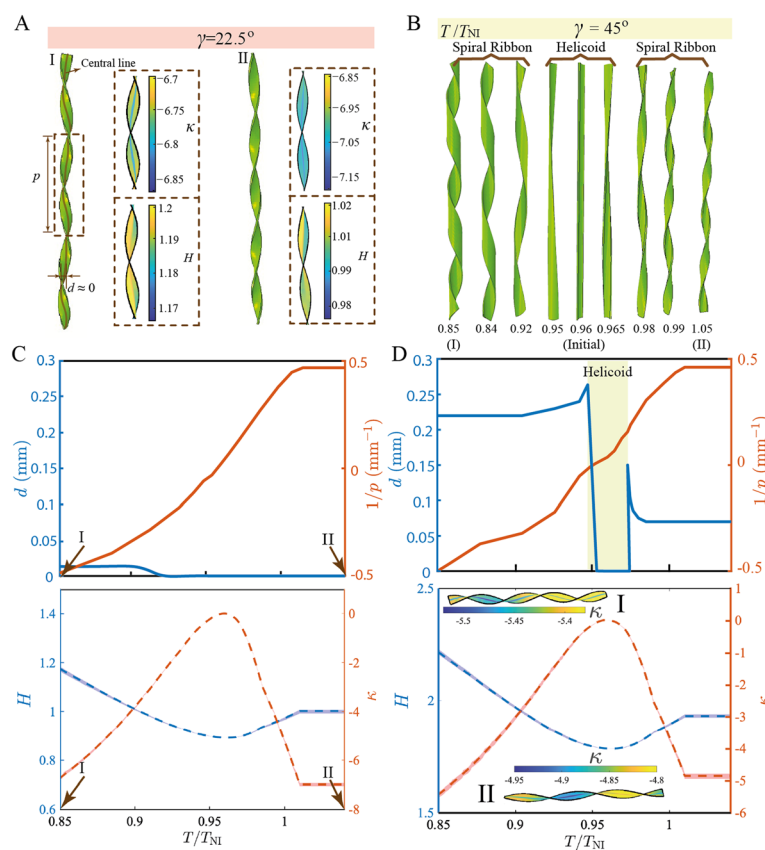 A
γ=22.5°
I
Central line
p
d ≈ 0
-6.7
-6.75
-6.8
-6.85
κ
1.2
1.19
1.18
1.17
H
II
-6.85
-6.95
-7.05
-7.15
κ
1.02
1.01
0.99
0.98
H
B
T/T_NI
γ = 45°
Spiral Ribbon Helicoid Spiral Ribbon
0.85 0.84 0.92 0.95 0.96 0.965 0.98 0.99 1.05
(I) (Initial) (II)
C
0.3
0.25
0.2
0.15
0.1
0.05
0
d (mm)
0.5
0
-0.5
1/p (mm⁻¹)
I
II
1.4
1.2
1
0.8
0.6
H
0
-2
-4
-6
-8
κ
I
II
0.85 0.9 0.95 1
T/T_NI
D
Helicoid
0.3
0.25
0.2
0.15
0.1
0.05
0
d (mm)
0.5
0
-0.5
1/p (mm⁻¹)
2.5
2
1.5
H
1
0
-1
-2
-3
-4
-5
-6
κ
I
-5.5 -5.45 -5.4 κ
κ
-4.95 -4.9 -4.85 -4.8
II
0.85 0.9 0.95 1
T/T_NI